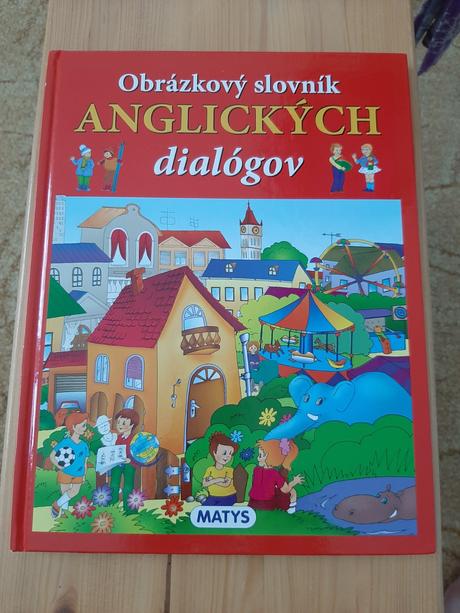 Obrázkový slovník
ANGLICKÝCH
dialógov
MATYS